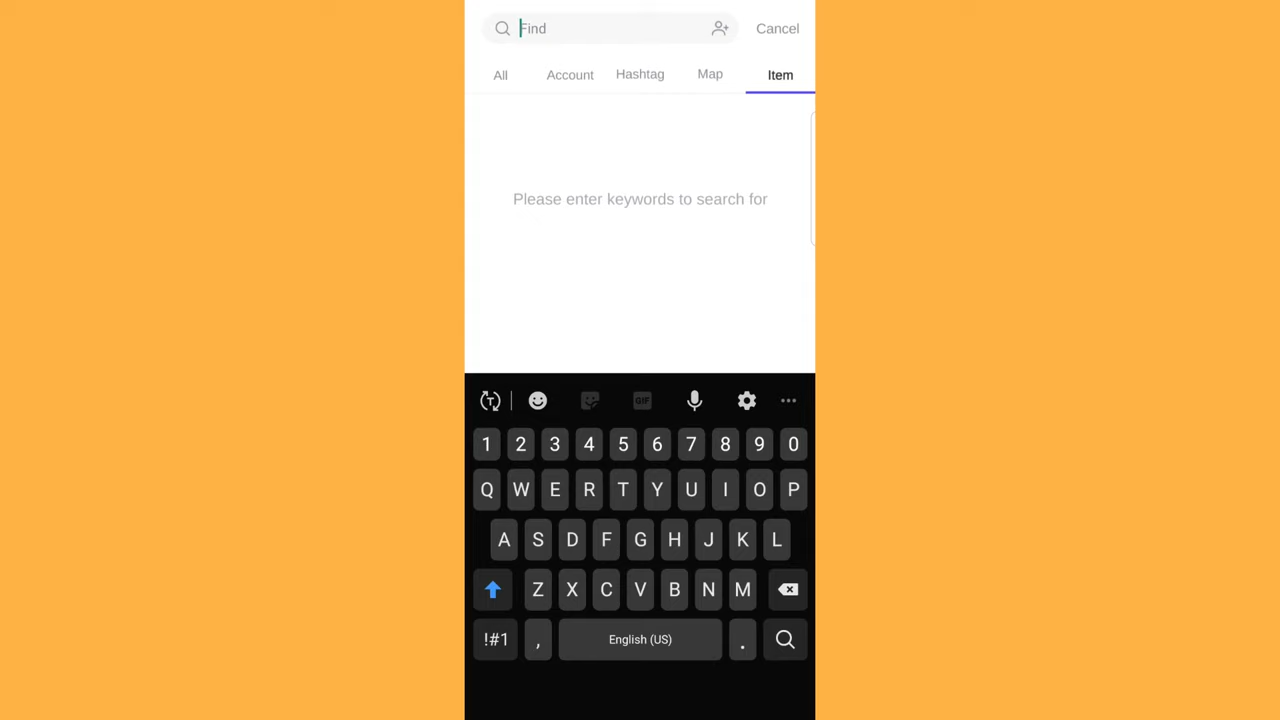 Find
Cancel
All Account Hashtag Map Item
Please enter keywords to search for
T GIF
1 2 3 4 5 6 7 8 9 0
Q W E R T Y U I O P
A S D F G H J K L
Z X C V B N M
!#1 , English (US) .